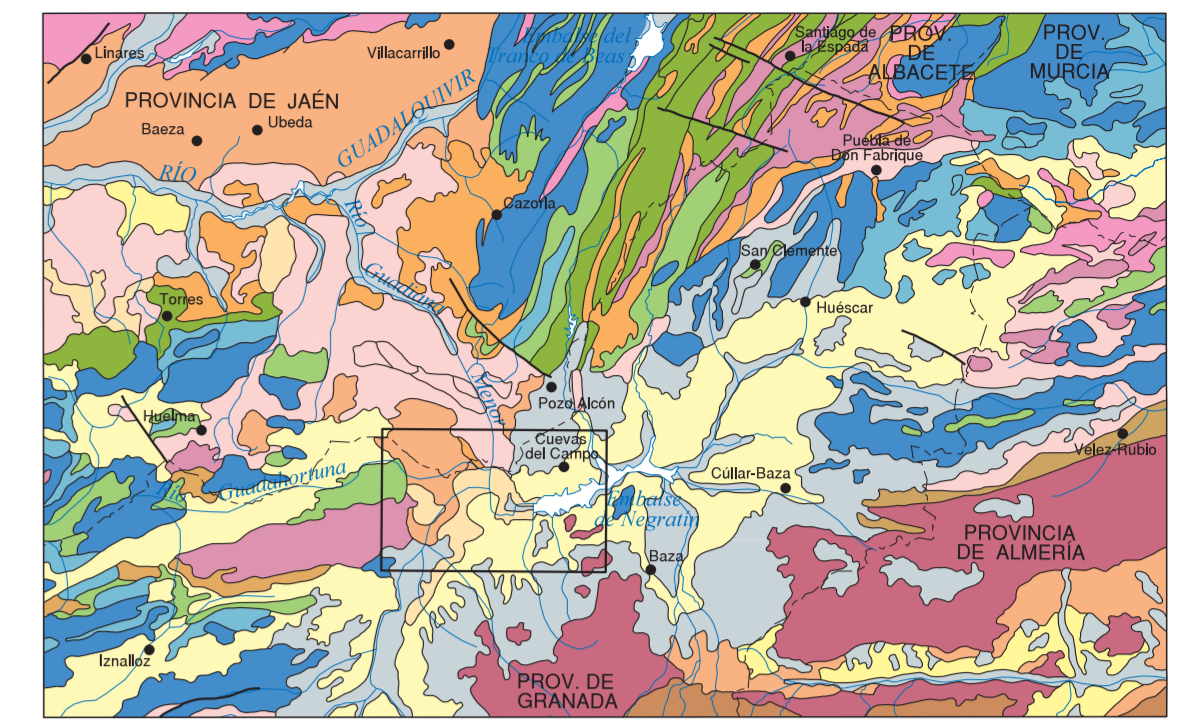 Embalse del
Tranco de Beas
Santiago de
la Espada
PROV.
DE
ALBACETE
PROV.
DE
MURCIA
Linares
Villacarrillo
PROVINCIA DE JAÉN
Baeza
Ubeda
RÍO
GUADALQUIVIR
Puebla de
Don Fabrique
Cazorla
Río
Guadiana
Menor
San Clemente
Torres
Huéscar
Pozo Alcón
Huelma
Cuevas
del Campo
Velez-Rubio
Río
Guadahortuna
Cúllar-Baza
Embalse
de Negratín
PROVINCIA
DE ALMERÍA
Baza
Iznalloz
PROV. DE
GRANADA